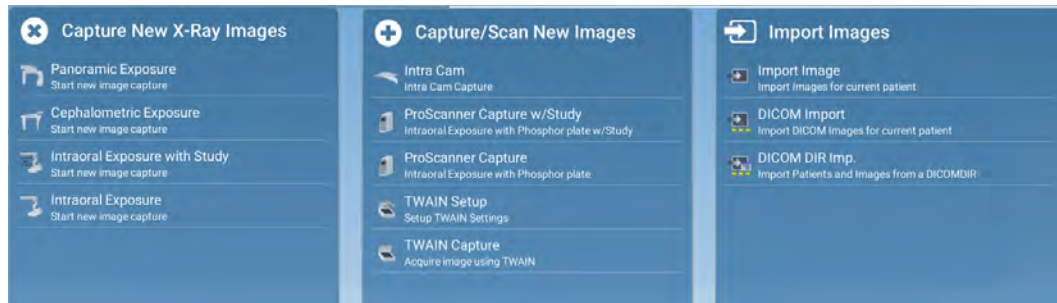 Capture New X-Ray Images
Panoramic Exposure
Start new image capture
Cephalometric Exposure
Start new image capture
Intraoral Exposure with Study
Start new image capture
Intraoral Exposure
Start new image capture
Capture/Scan New Images
Intra Cam
Intra Cam Capture
ProScanner Capture w/Study
Intraoral Exposure with Phosphor plate w/Study
ProScanner Capture
Intraoral Exposure with Phosphor plate
TWAIN Setup
Setup TWAIN Settings
TWAIN Capture
Acquire image using TWAIN
Import Images
Import Image
Import Images for current patient
DICOM Import
Import DICOM Images for current patient
DICOM DIR Imp.
Import Patients and Images from a DICOMDIR